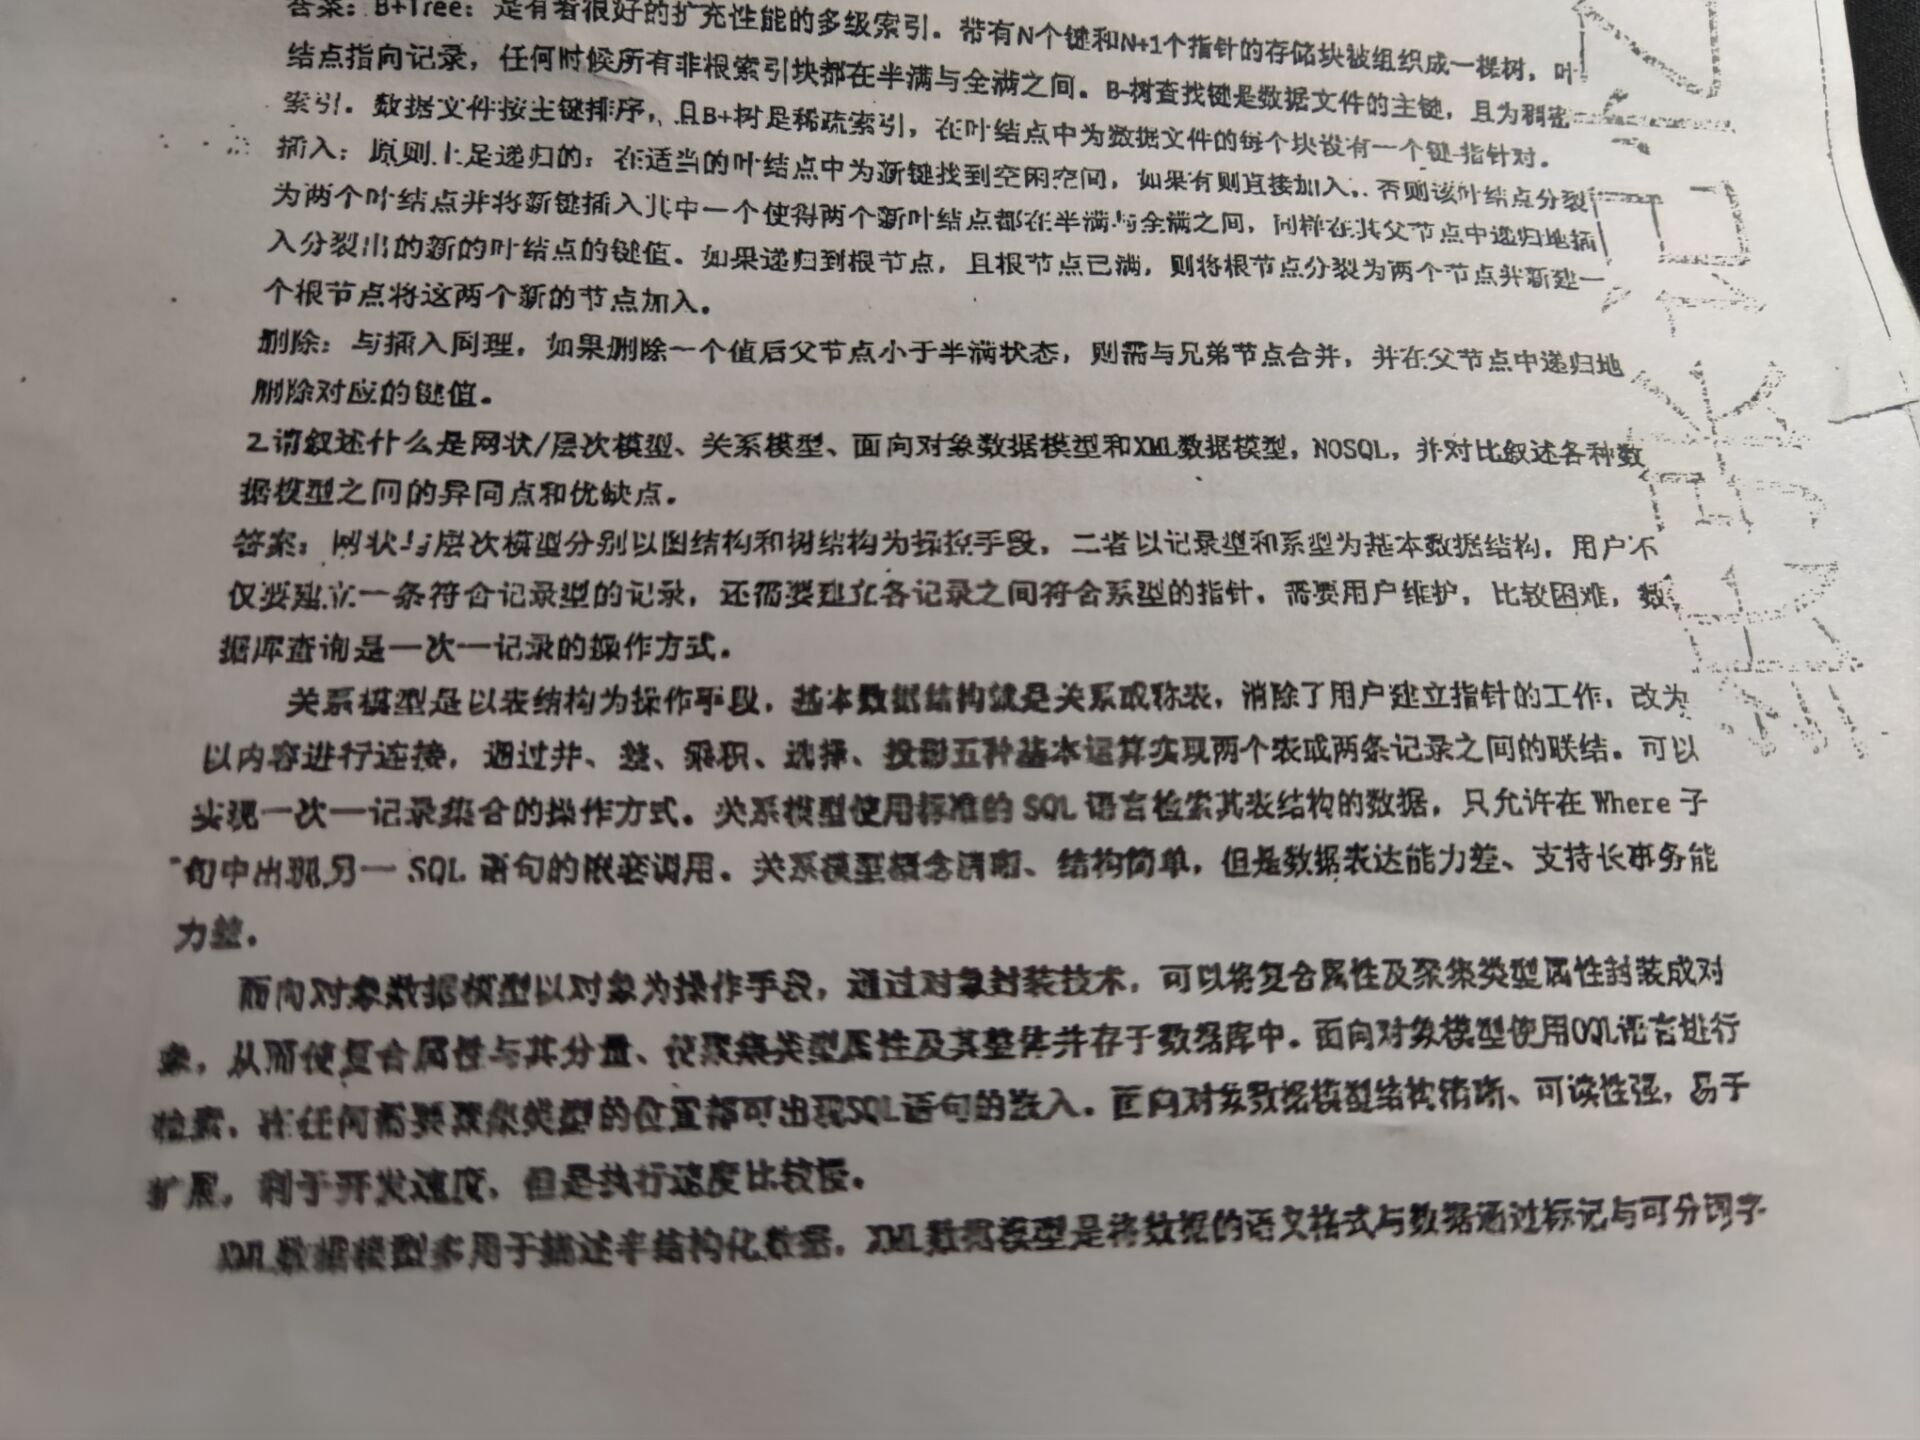 答案：B+Tree：是有着很好的扩充性能的多级索引。带有N个键和N+1个指针的存储块被组织成一棵树，叶
结点指向记录，任何时候所有非根索引块都在半满与全满之间。B-树查找键是数据文件的主键，且为稠密
索引。数据文件按主键排序，且B+树是稀疏索引，在叶结点中为数据文件的每个块设有一个键-指针对。
插入：原则上是递归的：在适当的叶结点中为新键找到空闲空间，如果有则直接加入，否则该叶结点分裂
为两个叶结点并将新键插入其中一个使得两个新叶结点都在半满与全满之间，同样在其父节点中递归地插
入分裂出的新的叶结点的键值。如果递归到根节点，且根节点已满，则将根节点分裂为两个节点并新建一
个根节点将这两个新的节点加入。
删除：与插入同理，如果删除一个值后父节点小于半满状态，则需与兄弟节点合并，并在父节点中递归地
删除对应的键值。
2.请叙述什么是网状/层次模型、关系模型、面向对象数据模型和XML数据模型，NOSQL，并对比叙述各种数
据模型之间的异同点和优缺点。
答案：网状与层次模型分别以图结构和树结构为操控手段，二者以记录型和系型为基本数据结构，用户不
仅要建立一条符合记录型的记录，还需要建立各记录之间符合系型的指针，需要用户维护，比较困难，数
据库查询是一次一记录的操作方式。
关系模型是以表结构为操作手段，基本数据结构就是关系或称表，消除了用户建立指针的工作，改为
以内容进行连接，通过并、差、乘积、选择、投影五种基本运算实现两个表或两条记录之间的联结。可以
实现一次一记录集合的操作方式。关系模型使用标准的 SQL 语言检索其表结构的数据，只允许在 Where 子
句中出现另一 SQL 语句的嵌套调用。关系模型概念清晰、结构简单，但是数据表达能力差、支持长事务能
力差。
面向对象数据模型以对象为操作手段，通过对象封装技术，可以将复合属性及聚集类型属性封装成对
象，从而使复合属性与其分量、使聚集类型属性及其整体并存于数据库中。面向对象模型使用OQL语言进行
检索，在任何需要聚集类型的位置都可出现SQL语句的嵌入。面向对象数据模型结构清晰、可读性强，易于
扩展，利于开发速度，但是执行速度比较慢。
XML数据模型多用于描述半结构化数据，XML数据模型是将数据的语义格式与数据通过标记与可分词字